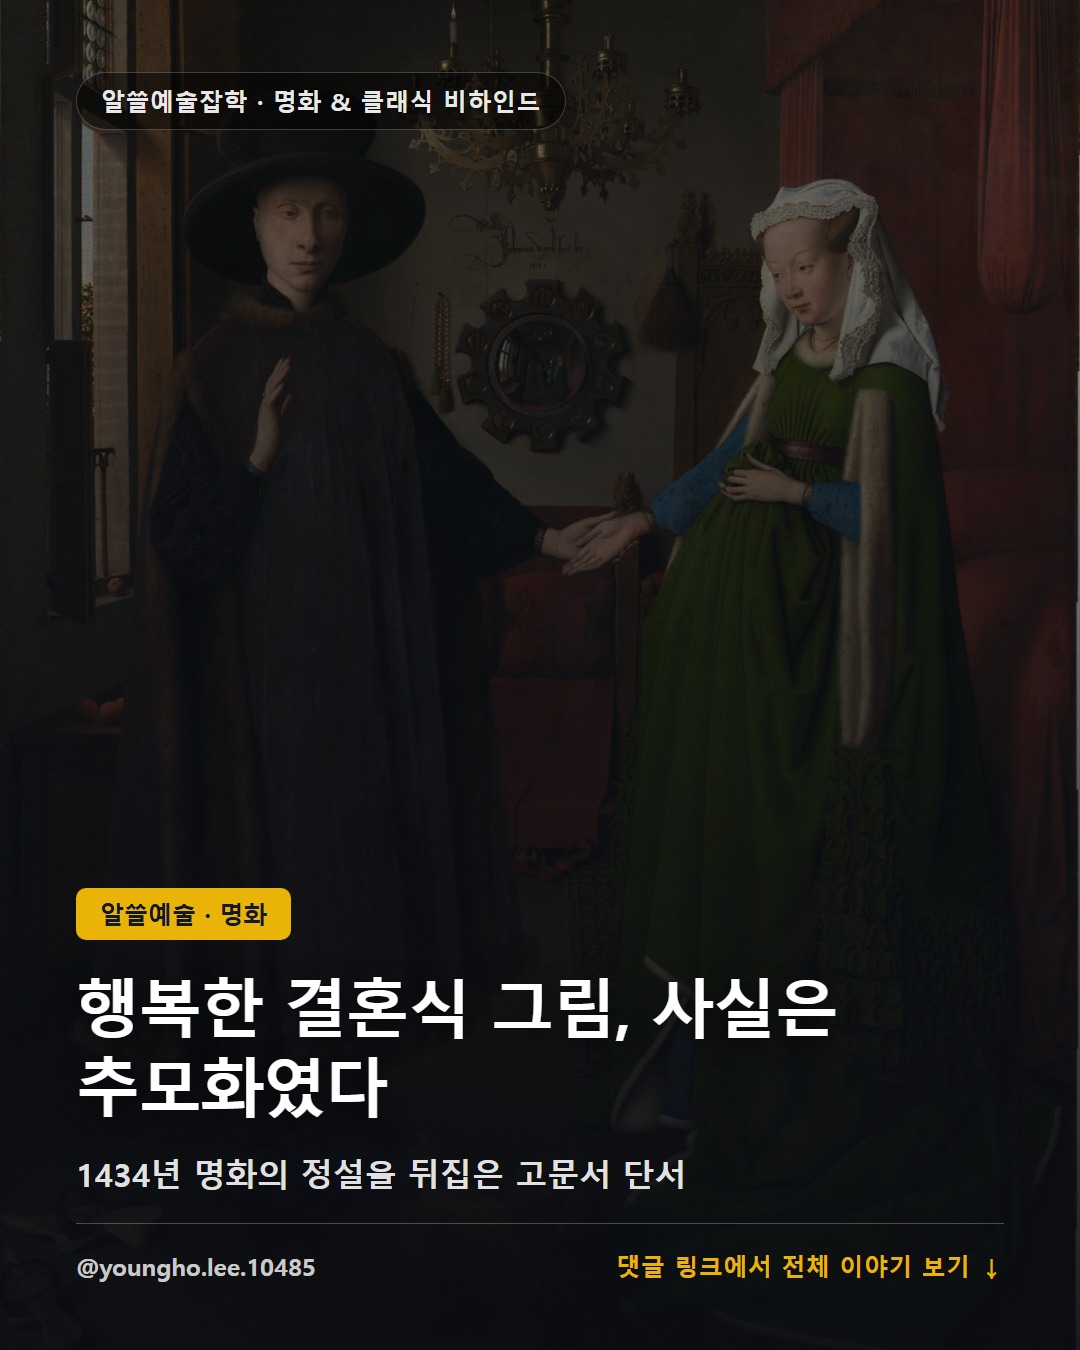 알쓸예술잡학 · 명화 & 클래식 비하인드
알쓸예술 · 명화
행복한 결혼식 그림, 사실은
추모화였다
1434년 명화의 정설을 뒤집은 고문서 단서
@youngho.lee.10485
댓글 링크에서 전체 이야기 보기 ↓